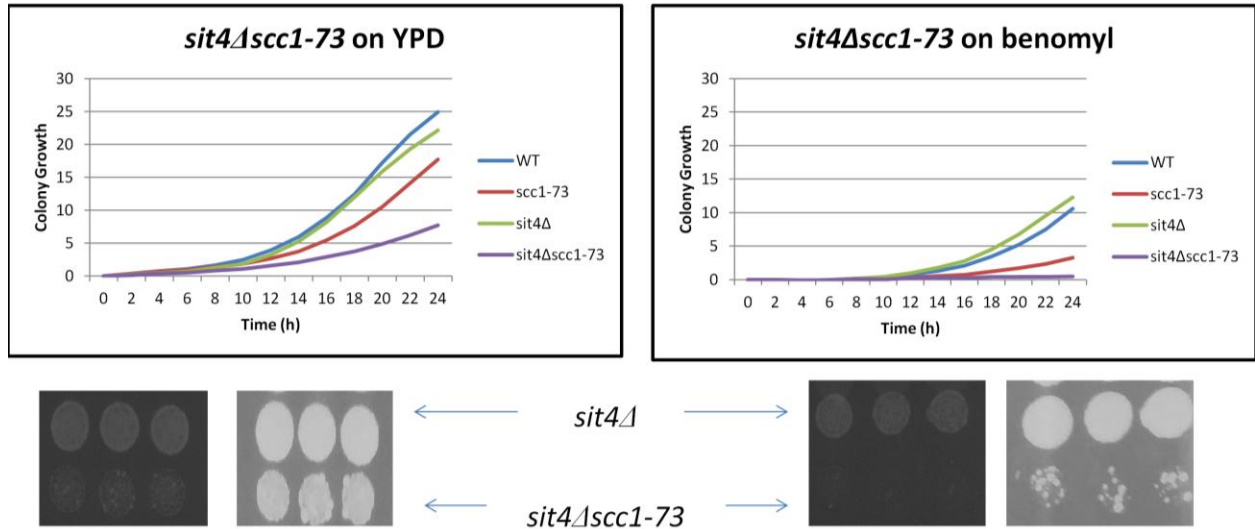 sit4Δscc1-73 on YPD
Colony Growth
30
25
20
15
10
5
0
0 2 4 6 8 10 12 14 16 18 20 22 24
Time (h)
WT
scc1-73
sit4Δ
sit4Δscc1-73
sit4Δscc1-73 on benomyl
Colony Growth
30
25
20
15
10
5
0
0 2 4 6 8 10 12 14 16 18 20 22 24
Time (h)
WT
scc1-73
sit4Δ
sit4Δscc1-73
sit4Δ
sit4Δscc1-73